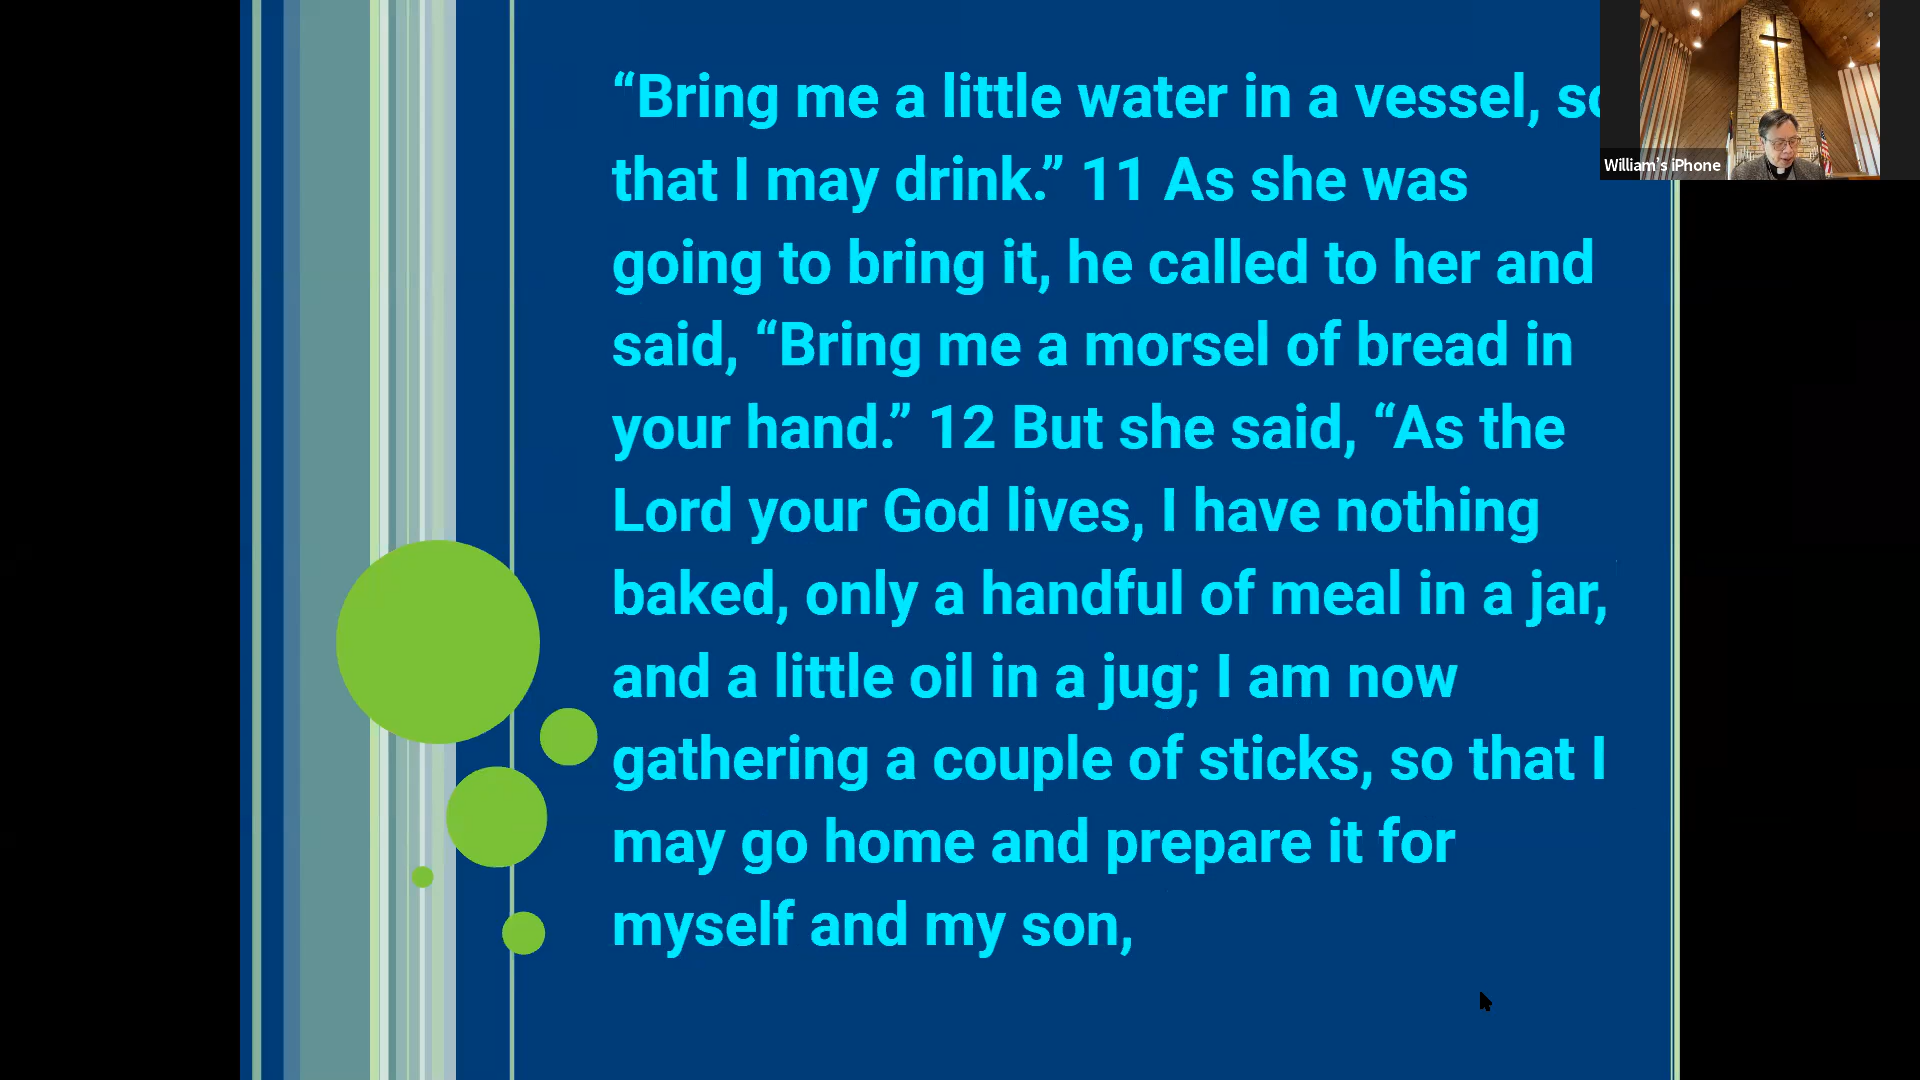 “Bring me a little water in a vessel,
that I may drink.” 11 As she was
going to bring it, he called to her and
said, “Bring me a morsel of bread in
your hand.” 12 But she said, “As the
Lord your God lives, I have nothing
baked, only a handful of meal in a jar,
and a little oil in a jug; I am now
gathering a couple of sticks, so that I
may go home and prepare it for
myself and my son,
William’s iPhone